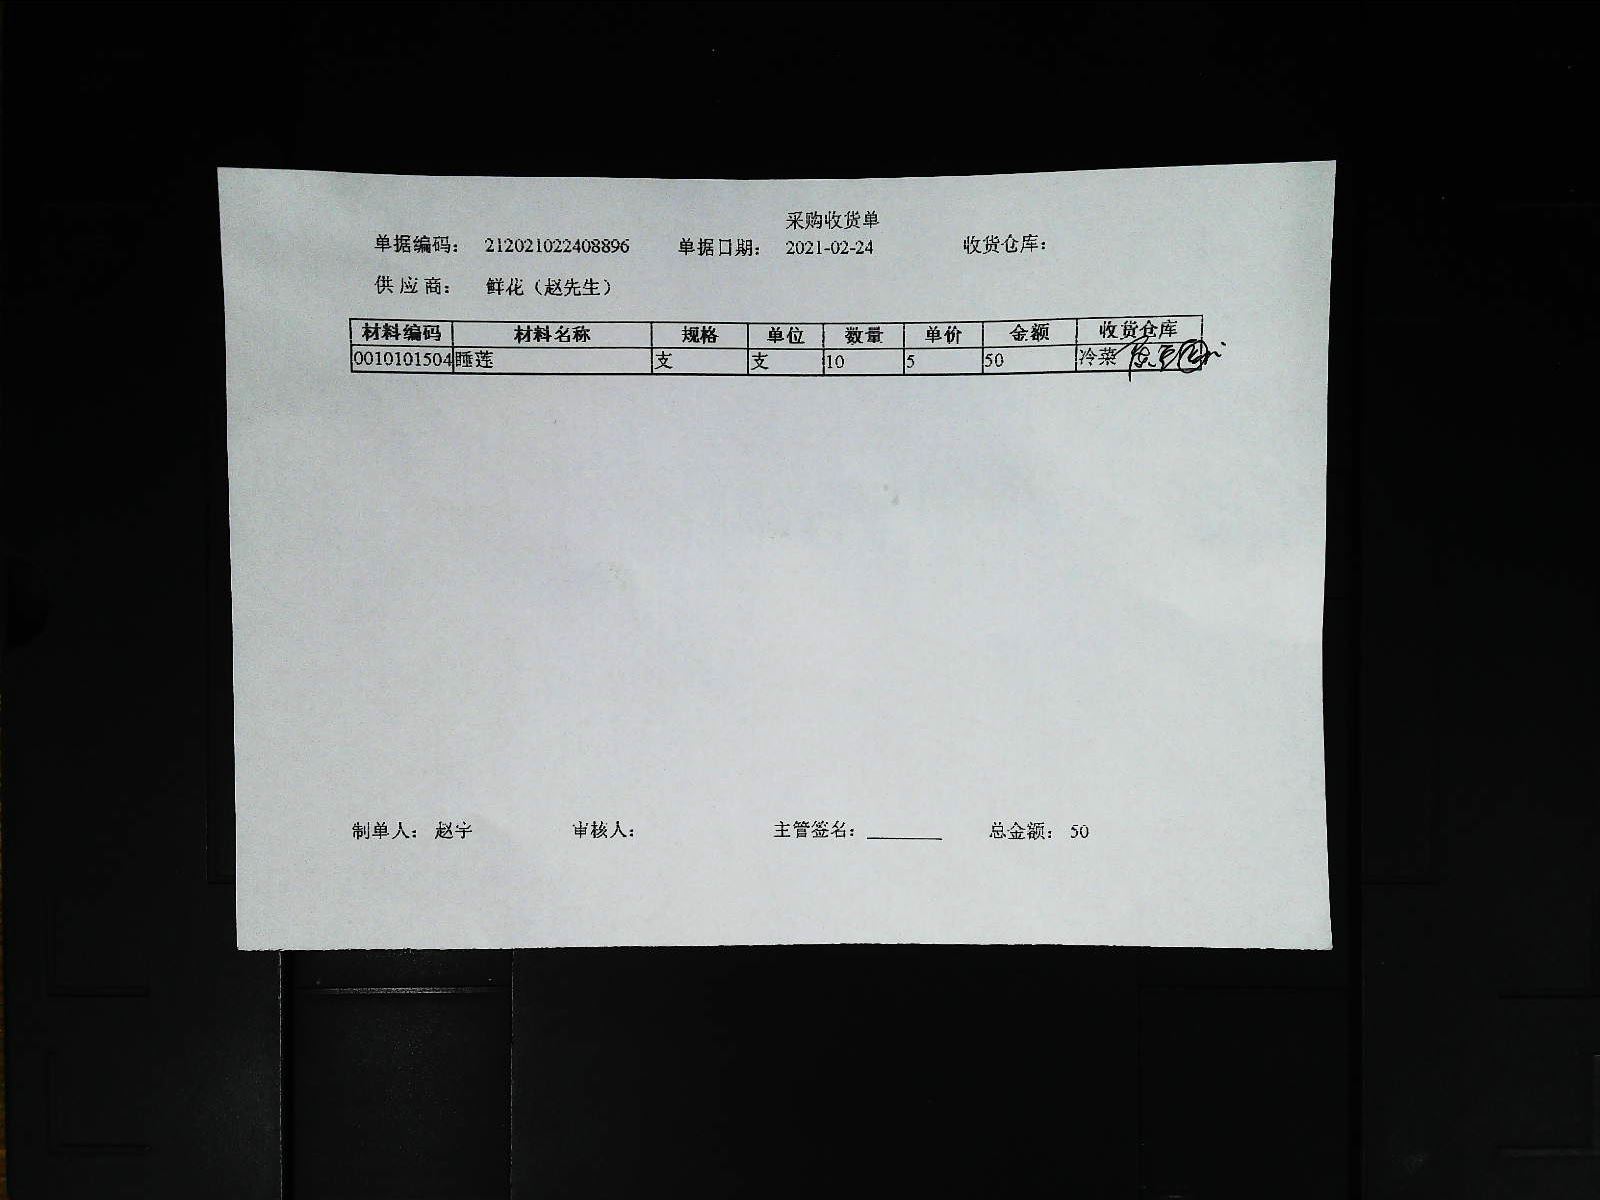 采购收货单
单据编码： 212021022408896 单据日期： 2021-02-24 收货仓库：
供应商： 鲜花（赵先生）
材料编码 材料名称 规格 单位 数量 单价 金额 收货仓库
0010101504 睡莲 支 支 10 5 50 冷菜
制单人： 赵宇 审核人： 主管签名： 总金额： 50